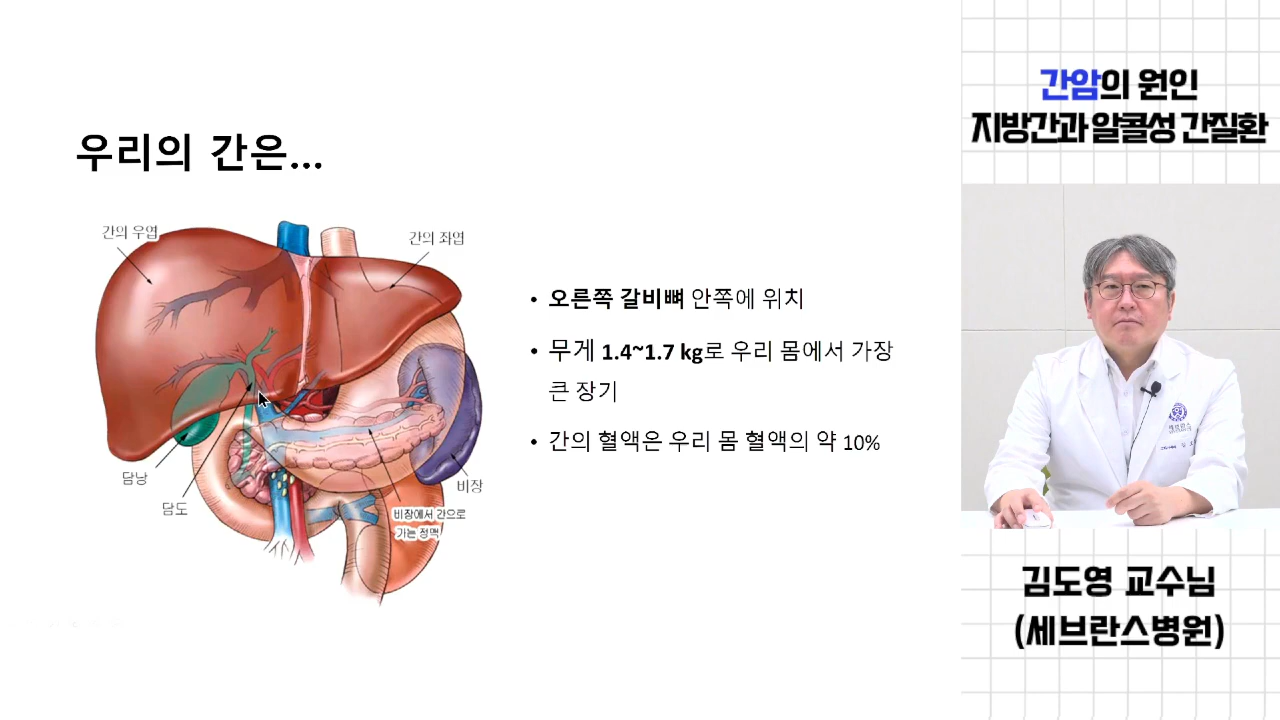 간암의 원인
지방간과 알콜성 간질환
우리의 간은...
간의 우엽
간의 좌엽
담낭
담도
비장
비장에서 간으로
가는 정맥
• 오른쪽 갈비뼈 안쪽에 위치
• 무게 1.4~1.7 kg로 우리 몸에서 가장
큰 장기
• 간의 혈액은 우리 몸 혈액의 약 10%
세브란스
김도영 교수님
(세브란스병원)